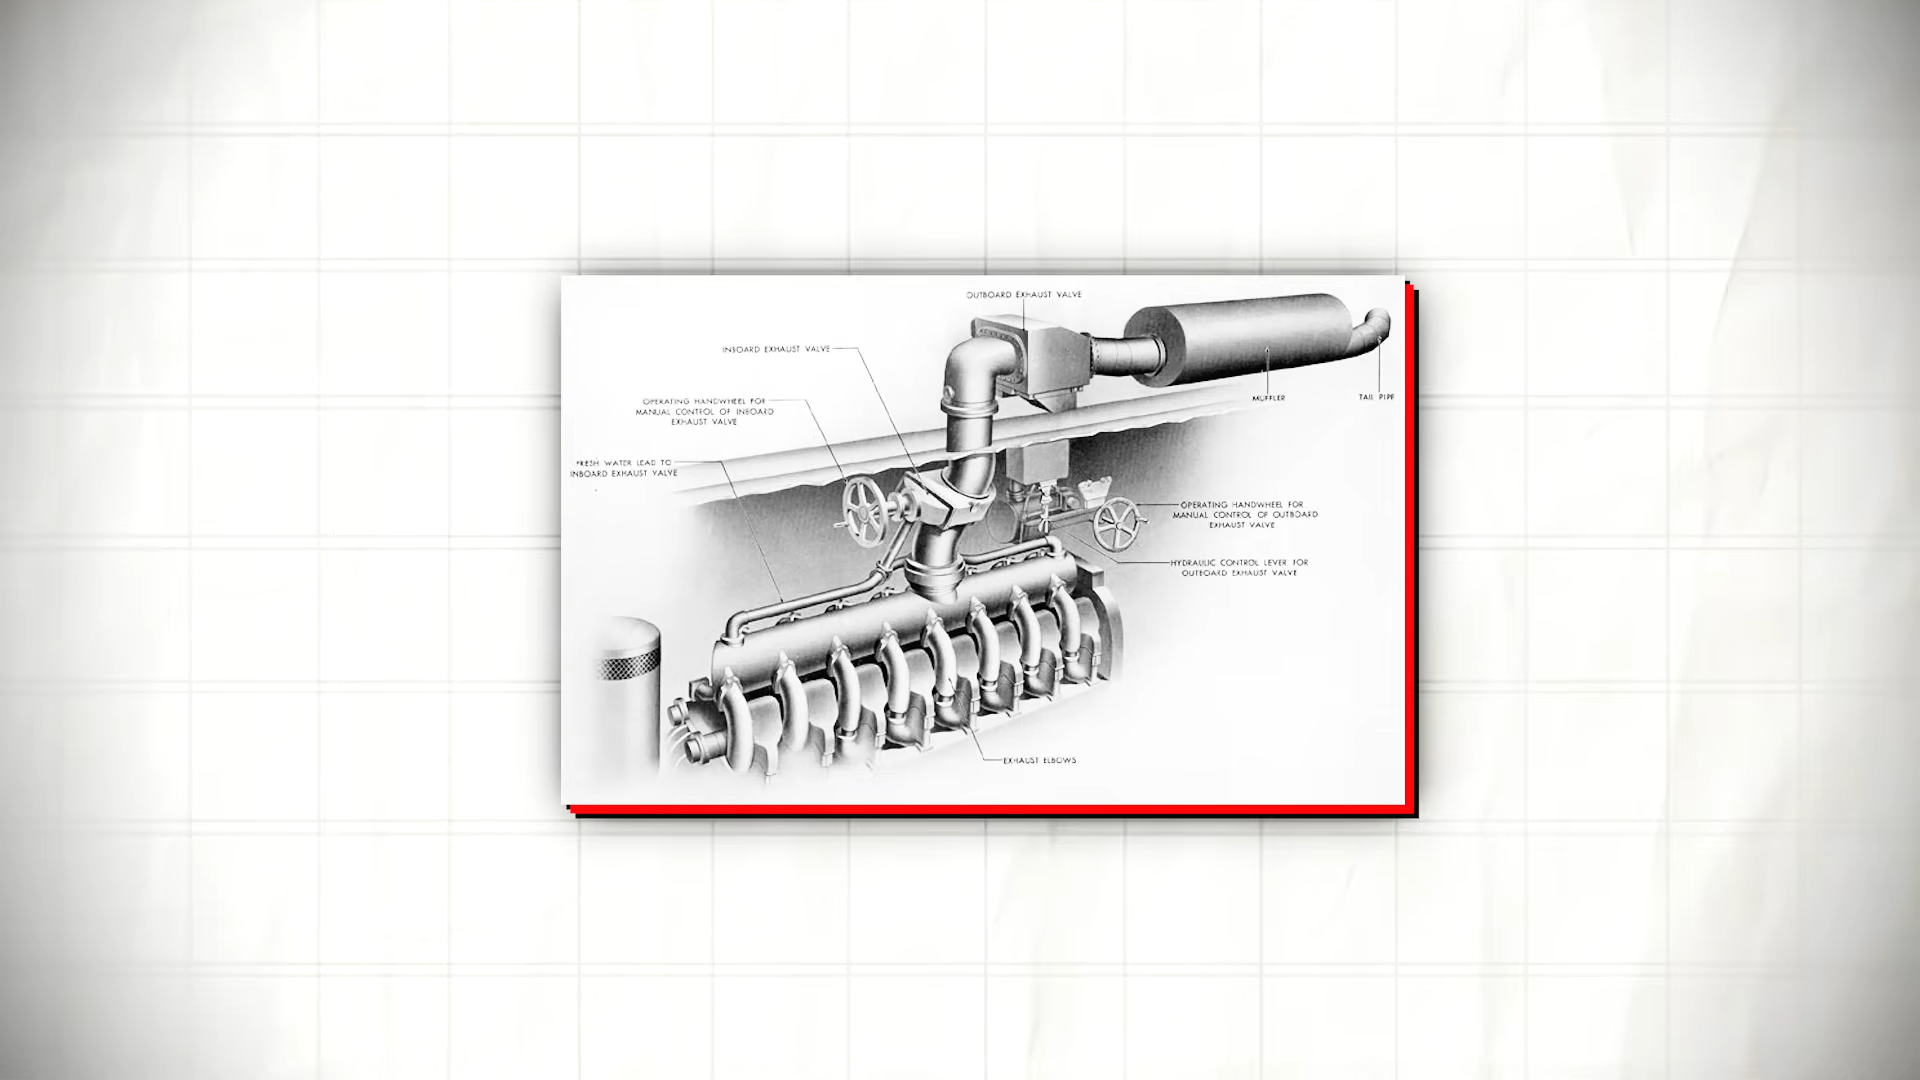 OUTBOARD EXHAUST VALVE
INBOARD EXHAUST VALVE
OPERATING HANDWHEEL FOR
MANUAL CONTROL OF INBOARD
EXHAUST VALVE
MUFFLER
TAIL PIPE
FRESH WATER LEAD TO
INBOARD EXHAUST VALVE
OPERATING HANDWHEEL FOR
MANUAL CONTROL OF OUTBOARD
EXHAUST VALVE
HYDRAULIC CONTROL LEVER FOR
OUTBOARD EXHAUST VALVE
EXHAUST ELBOWS